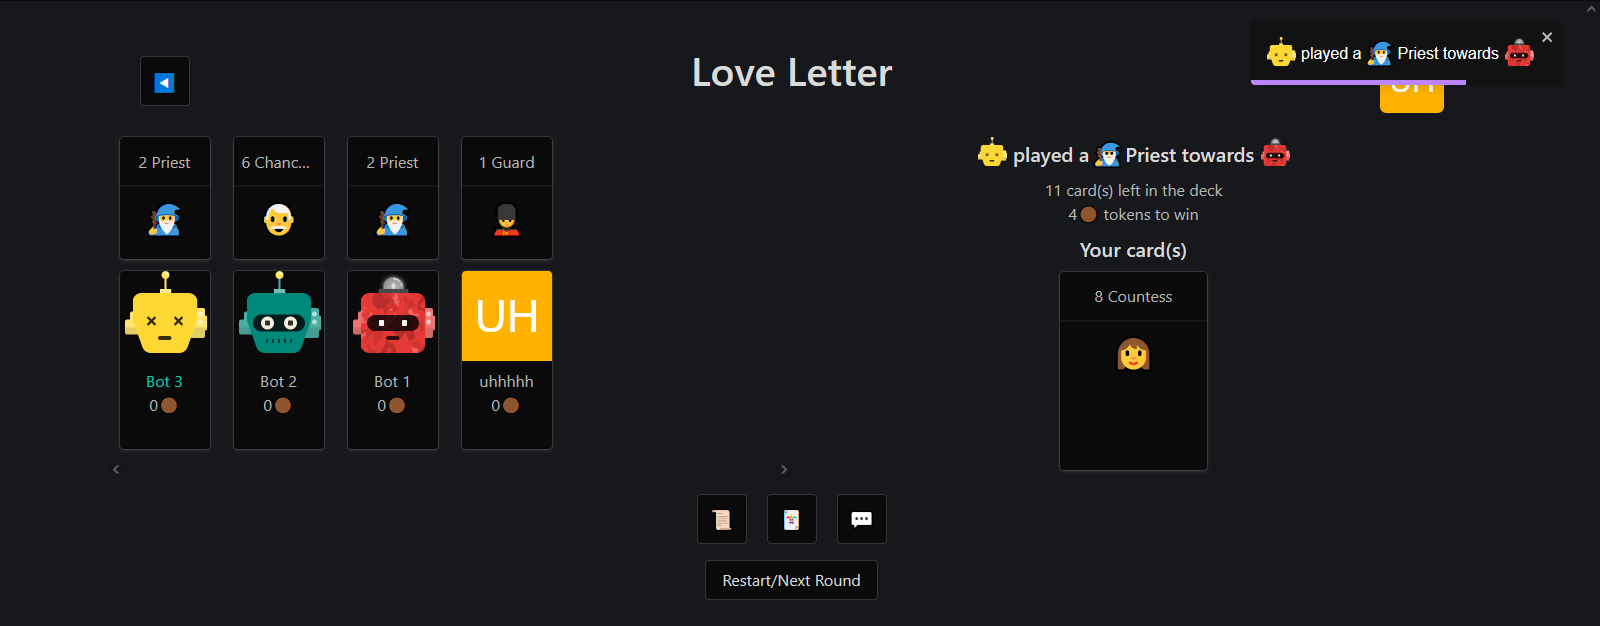 Love Letter
played a Priest towards
UH
2 Priest
6 Chanc...
2 Priest
1 Guard
played a Priest towards
11 card(s) left in the deck
4 tokens to win
Your card(s)
8 Countess
UH
Bot 3
0
Bot 2
0
Bot 1
0
uhhhhh
0
Restart/Next Round